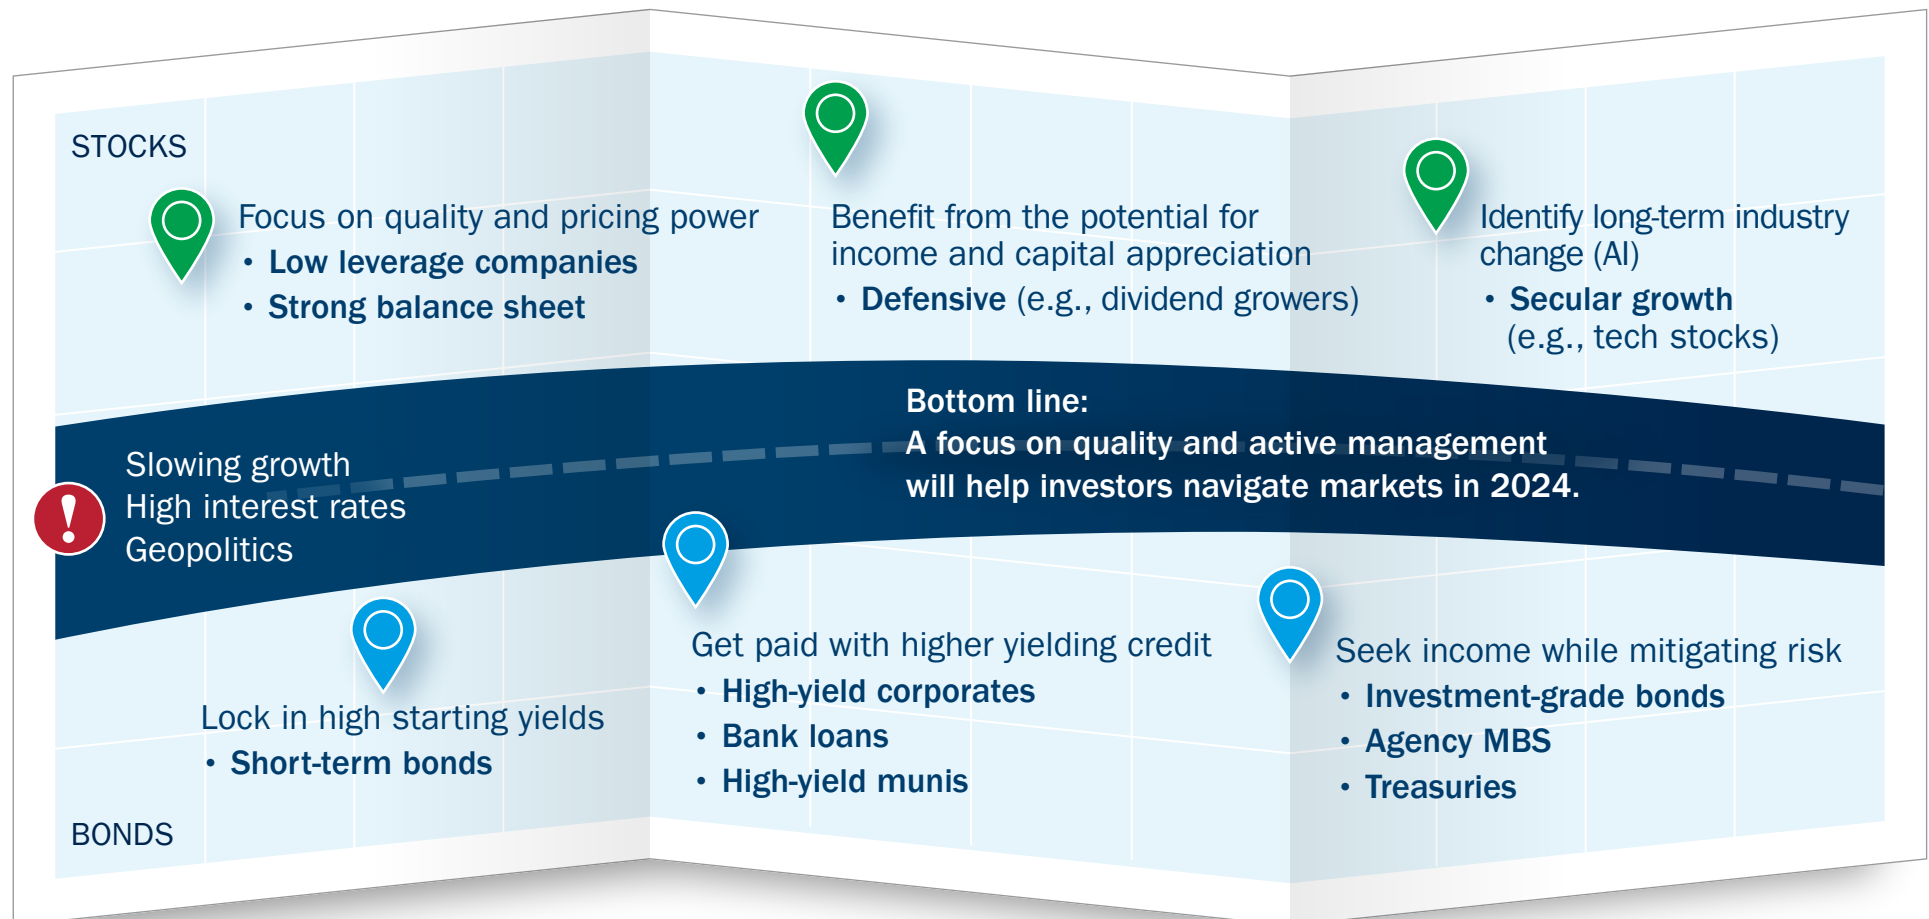 STOCKS
Focus on quality and pricing power
• Low leverage companies
• Strong balance sheet
Benefit from the potential for
income and capital appreciation
• Defensive (e.g., dividend growers)
Identify long-term industry
change (AI)
• Secular growth
(e.g., tech stocks)
Slowing growth
High interest rates
Geopolitics
Bottom line:
A focus on quality and active management
will help investors navigate markets in 2024.
Lock in high starting yields
• Short-term bonds
Get paid with higher yielding credit
• High-yield corporates
• Bank loans
• High-yield munis
Seek income while mitigating risk
• Investment-grade bonds
• Agency MBS
• Treasuries
BONDS